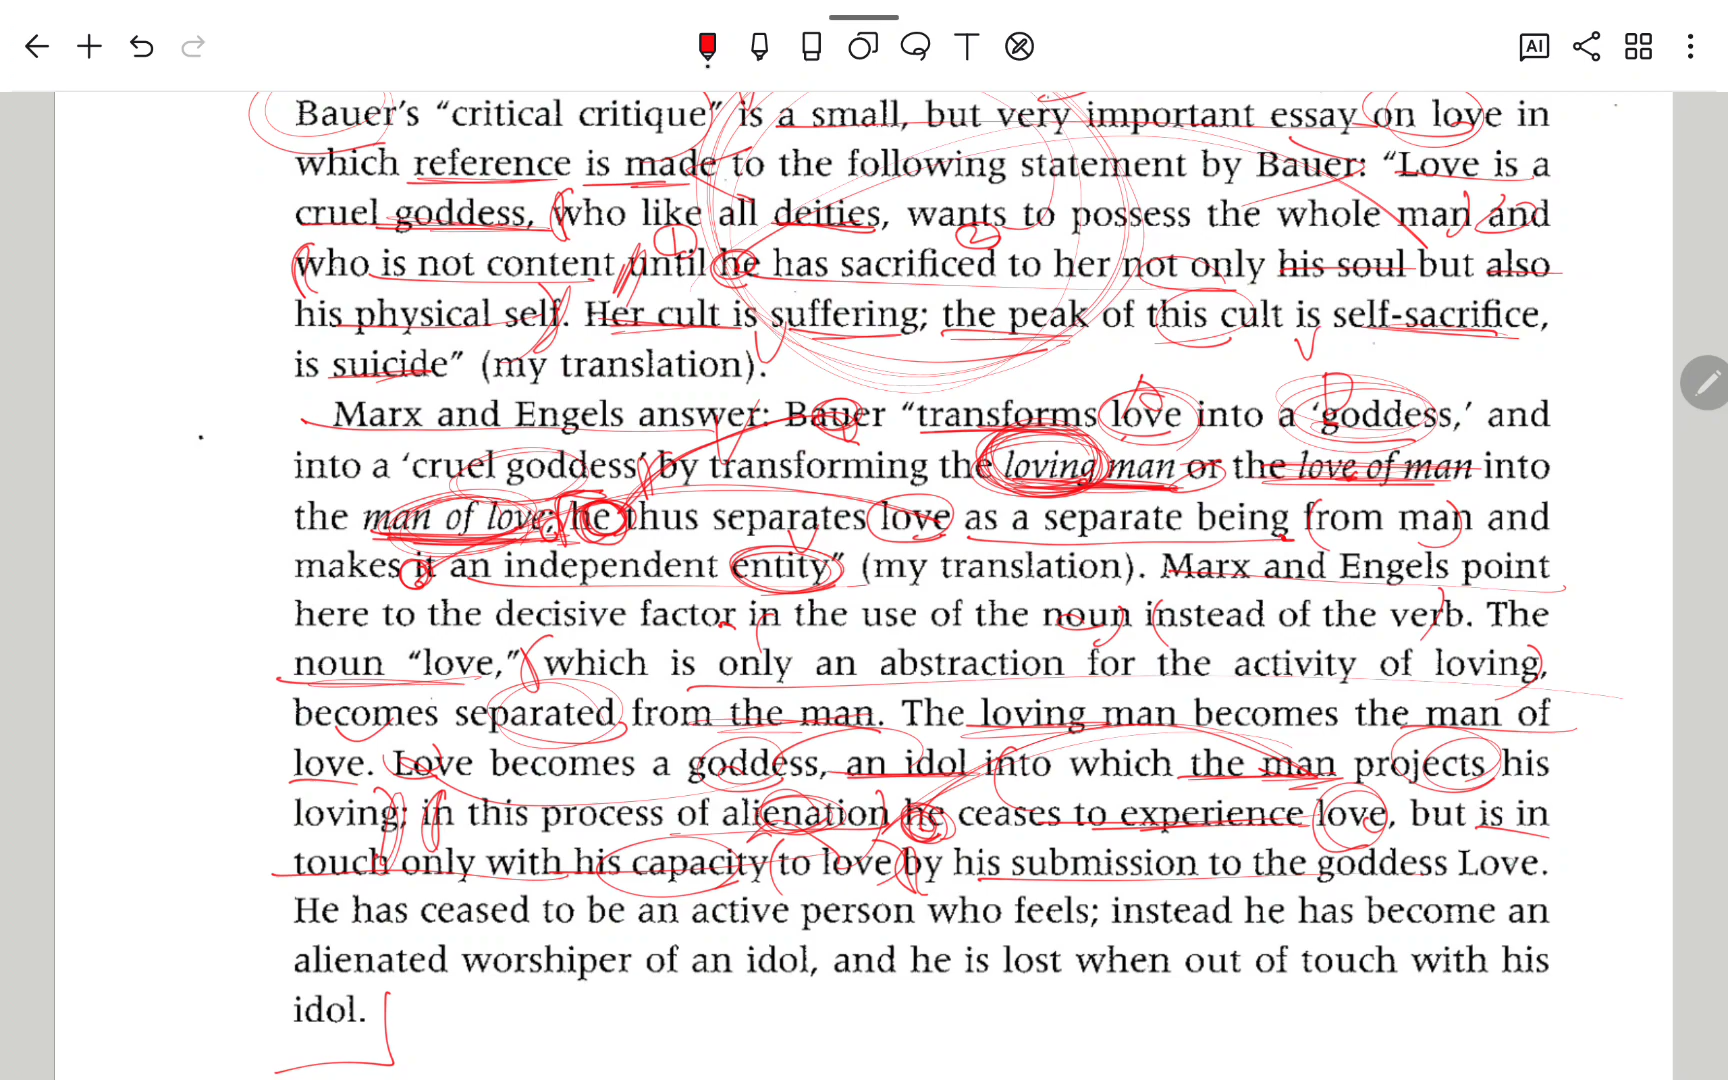 AI
Bauer's “critical critique” is a small, but very important essay on love in
which reference is made to the following statement by Bauer: “Love is a
cruel goddess, who like all deities, wants to possess the whole man and
1 2
who is not content until he has sacrificed to her not only his soul but also
his physical self. Her cult is suffering; the peak of this cult is self-sacrifice,
is suicide” (my translation).
Marx and Engels answer: Bauer “transforms love into a ‘goddess,’ and
into a ‘cruel goddess’ by transforming the loving man or the love of man into
the man of love; he thus separates love as a separate being from man and
makes it an independent entity” (my translation). Marx and Engels point
here to the decisive factor in the use of the noun instead of the verb. The
noun “love,” which is only an abstraction for the activity of loving,
becomes separated from the man. The loving man becomes the man of
love. Love becomes a goddess, an idol into which the man projects his
loving; in this process of alienation he ceases to experience love, but is in
touch only with his capacity to love by his submission to the goddess Love.
He has ceased to be an active person who feels; instead he has become an
alienated worshiper of an idol, and he is lost when out of touch with his
idol.